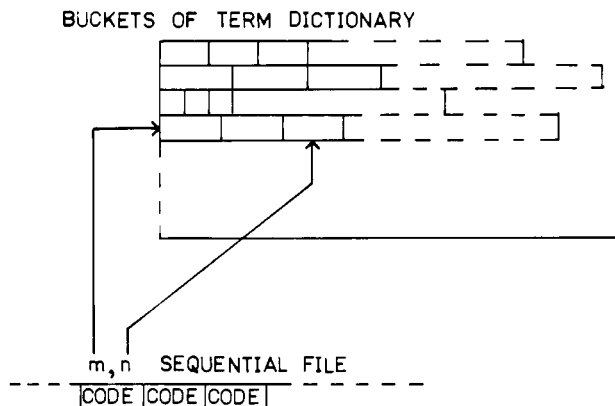 BUCKETS OF TERM DICTIONARY
m,n SEQUENTIAL FILE
CODE CODE CODE